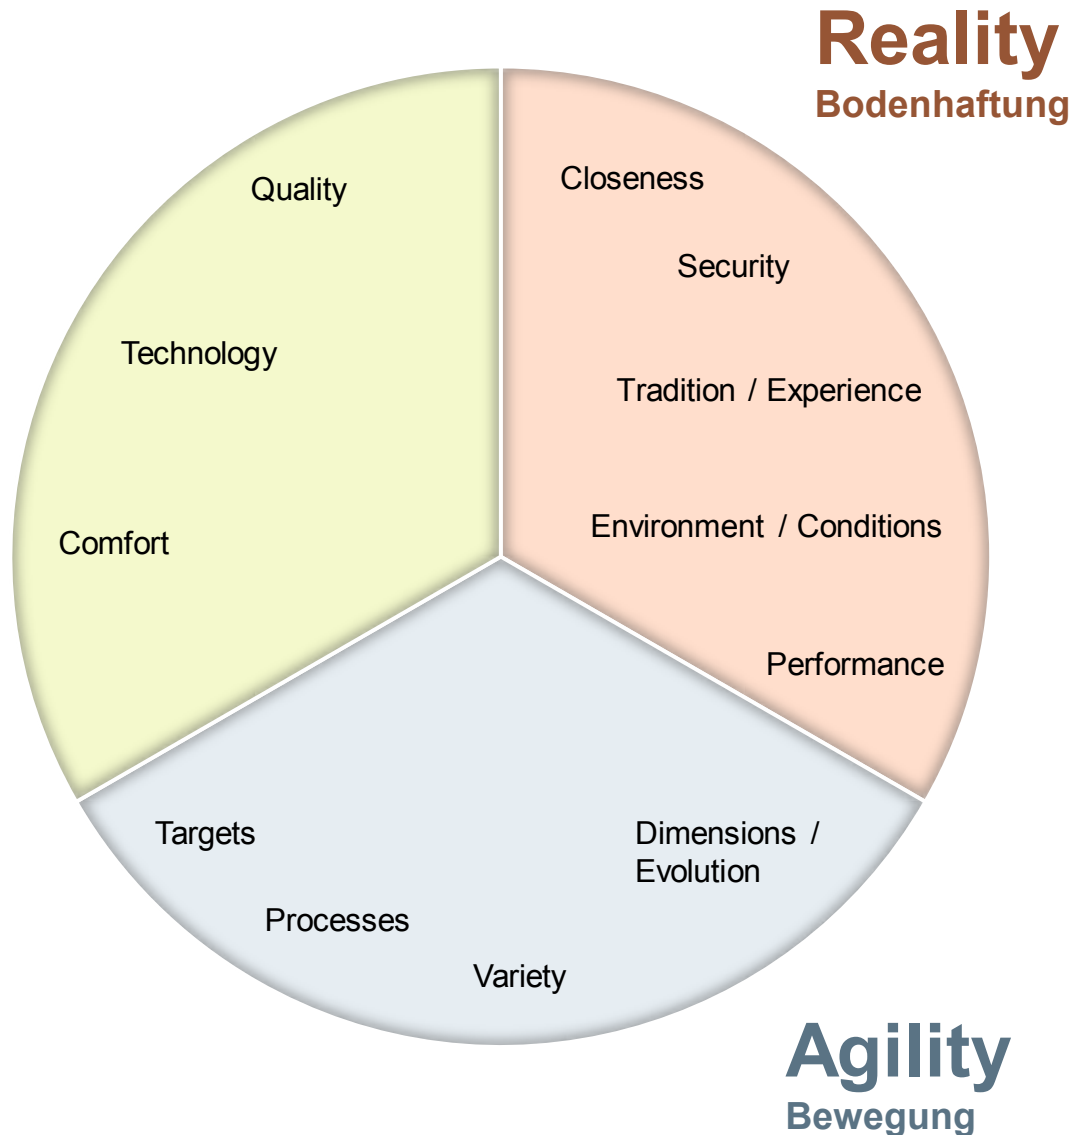 Reality
Bodenhaftung
Closeness
Quality
Security
Technology
Tradition / Experience
Environment / Conditions
Comfort
Performance
Targets
Dimensions /
Evolution
Processes
Variety
Agility
Bewegung